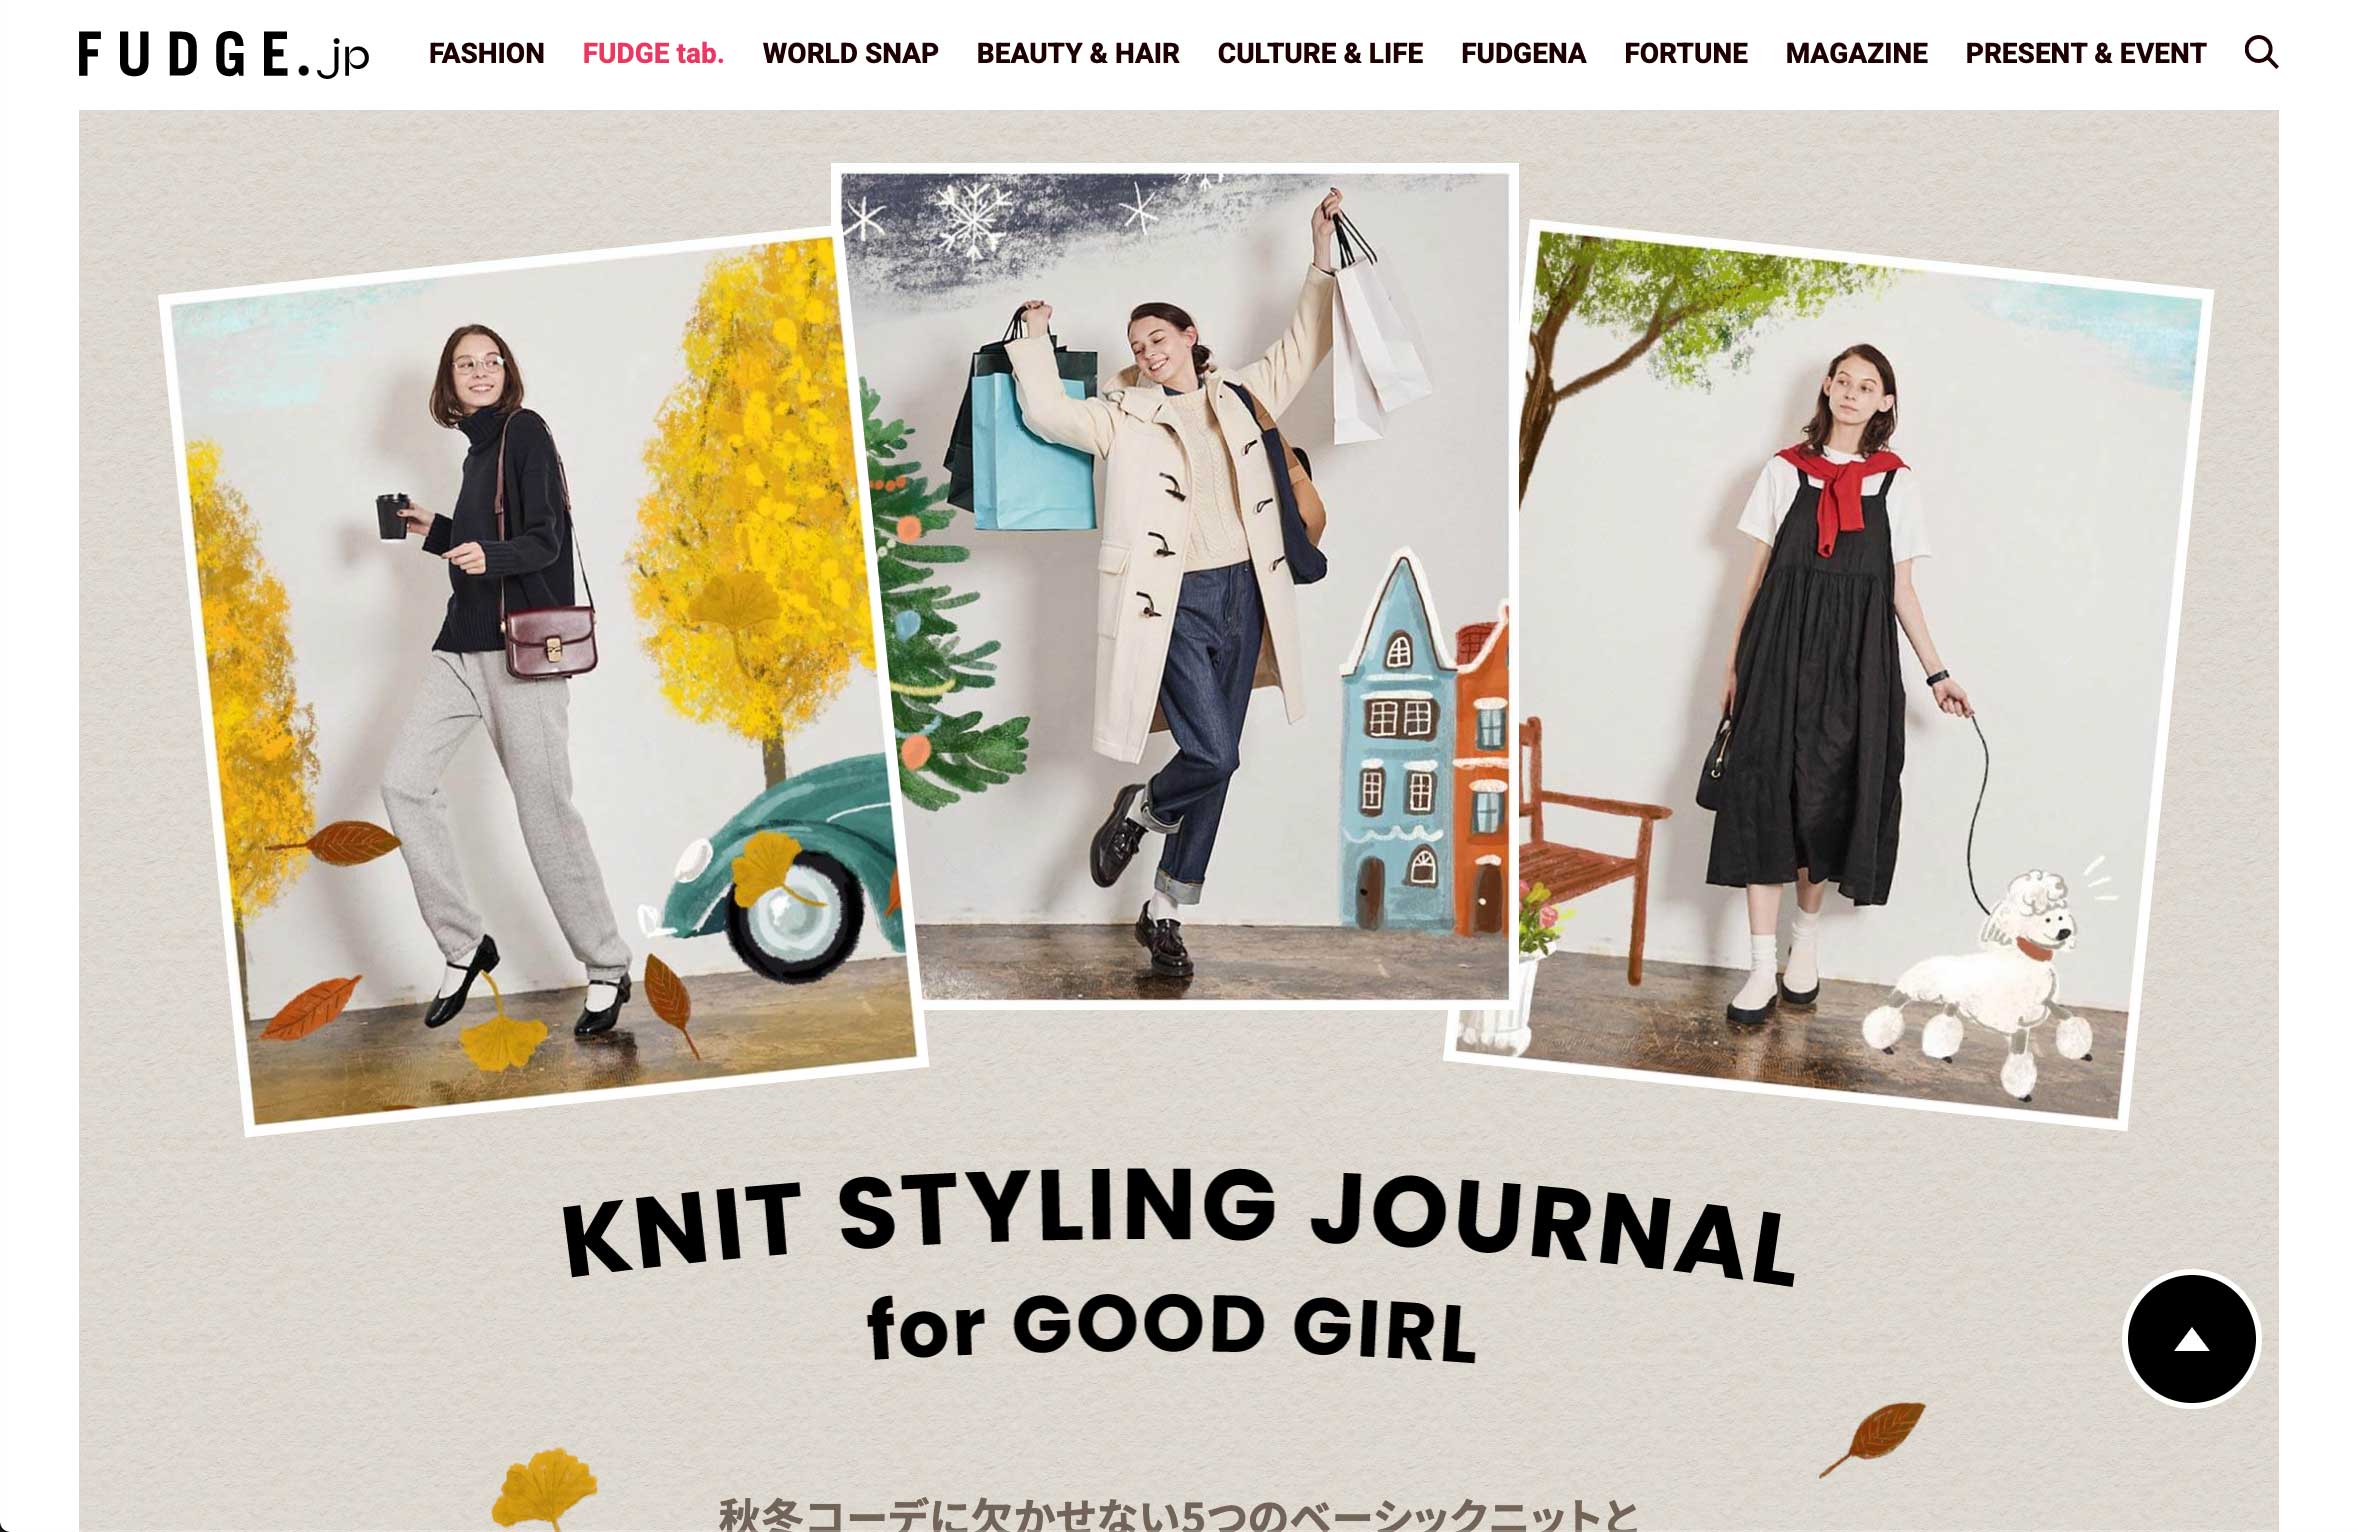 FUDGE.jp FASHION FUDGE tab. WORLD SNAP BEAUTY & HAIR CULTURE & LIFE FUDGENA FORTUNE MAGAZINE PRESENT & EVENT
KNIT STYLING JOURNAL
for GOOD GIRL
秋冬コーデに欠かせない5つのベーシックニットと